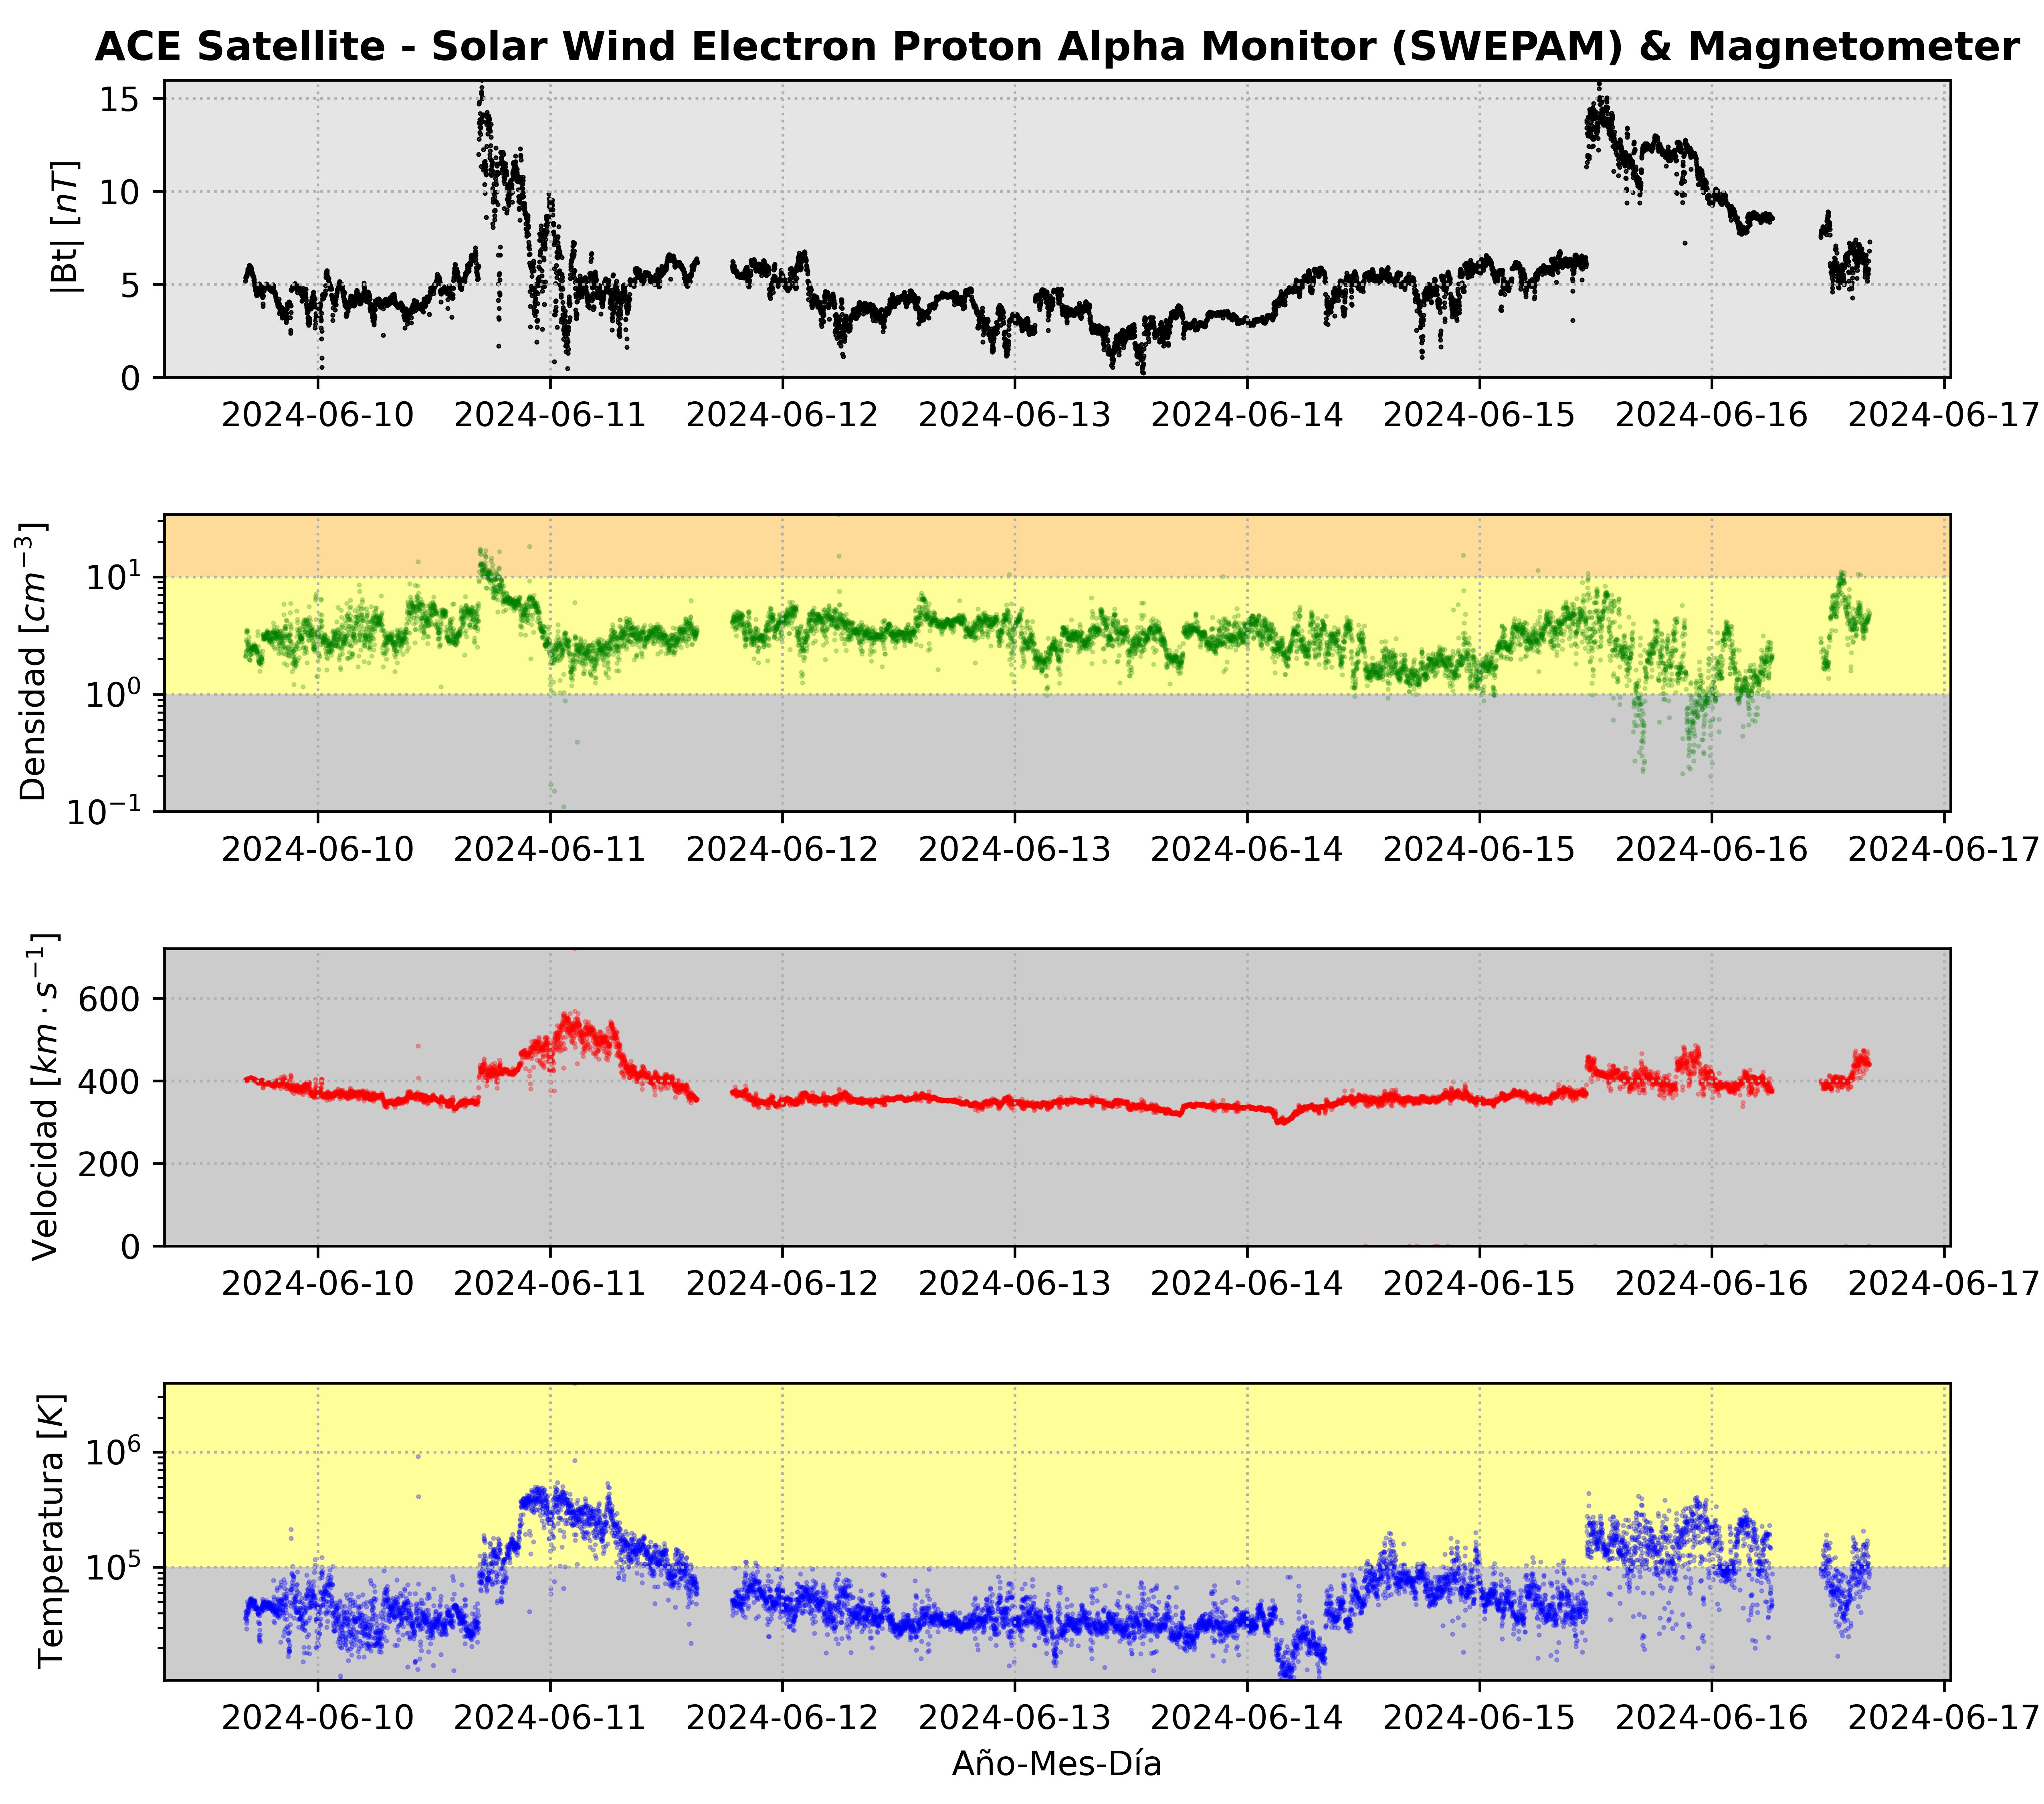 ACE Satellite - Solar Wind Electron Proton Alpha Monitor (SWEPAM) & Magnetometer
|Bt| [nT]
15
10
5
0
2024-06-10 2024-06-11 2024-06-12 2024-06-13 2024-06-14 2024-06-15 2024-06-16 2024-06-17
Densidad [cm⁻³]
10¹
10⁰
10⁻¹
2024-06-10 2024-06-11 2024-06-12 2024-06-13 2024-06-14 2024-06-15 2024-06-16 2024-06-17
Velocidad [km · s⁻¹]
600
400
200
0
2024-06-10 2024-06-11 2024-06-12 2024-06-13 2024-06-14 2024-06-15 2024-06-16 2024-06-17
Temperatura [K]
10⁶
10⁵
2024-06-10 2024-06-11 2024-06-12 2024-06-13 2024-06-14 2024-06-15 2024-06-16 2024-06-17
Año-Mes-Día